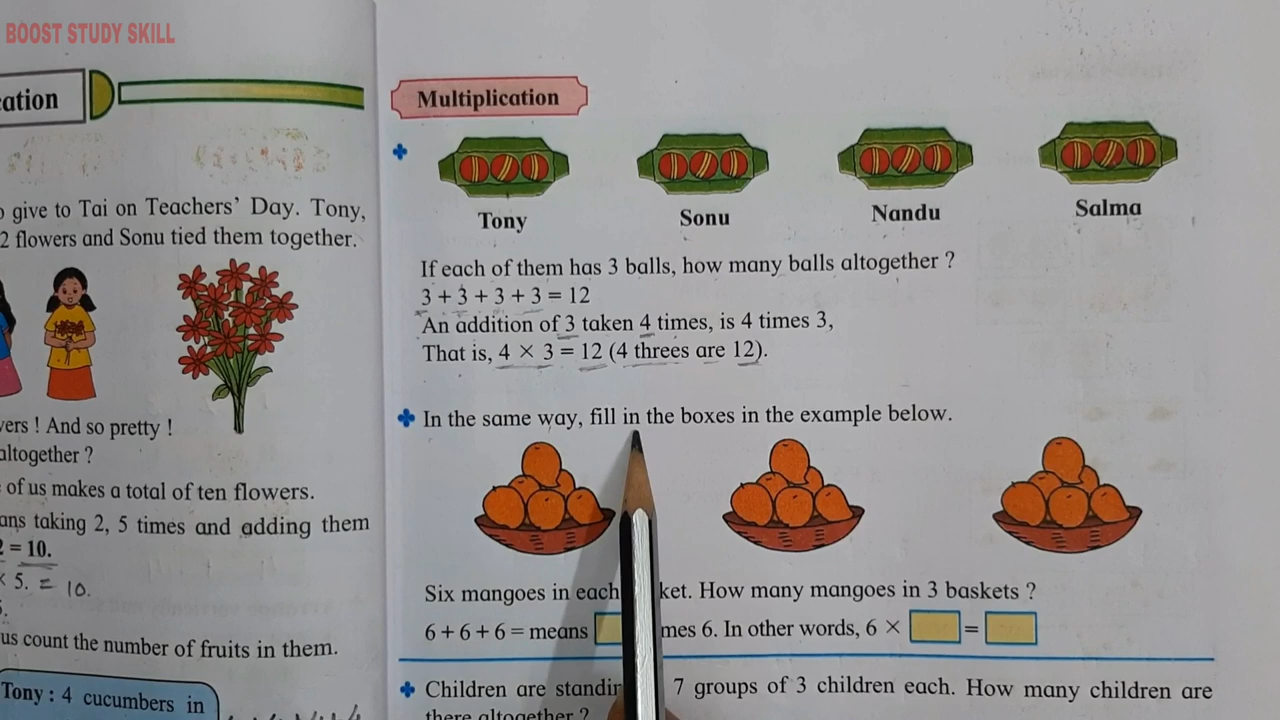 BOOST STUDY SKILL
give to Tai on Teachers' Day. Tony,
2 flowers and Sonu tied them together.
And so pretty !
altogether ?
of us makes a total of ten flowers.
taking 2, 5 times and adding them
= 10.
× 5. = 10.
us count the number of fruits in them.
Tony : 4 cucumbers in
Multiplication
Tony Sonu Nandu Salma
If each of them has 3 balls, how many balls altogether ?
3 + 3 + 3 + 3 = 12
An addition of 3 taken 4 times, is 4 times 3,
That is, 4 × 3 = 12 (4 threes are 12).
In the same way, fill in the boxes in the example below.
Six mangoes in each How many mangoes in 3 baskets ?
6 + 6 + 6 = means 6. In other words, 6 × =
Children are 7 groups of 3 children each. How many children are
there altogether ?